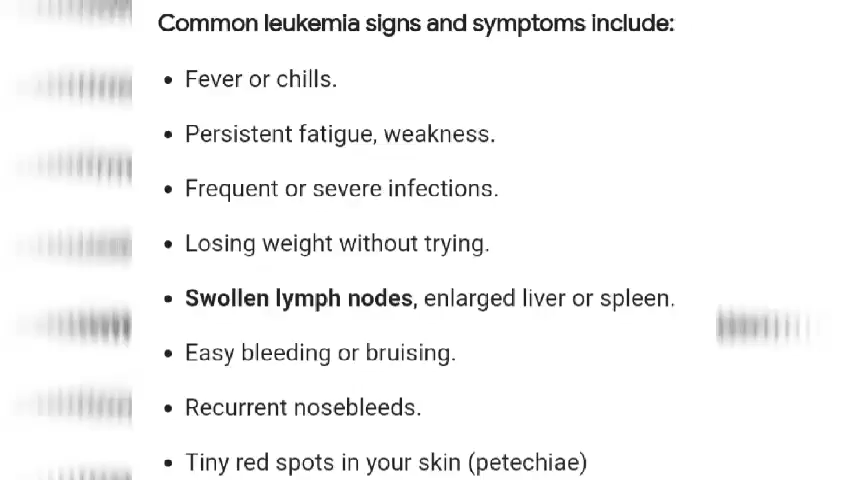 Common leukemia signs and symptoms include:
• Fever or chills.
• Persistent fatigue, weakness.
• Frequent or severe infections.
• Losing weight without trying.
• Swollen lymph nodes, enlarged liver or spleen.
• Easy bleeding or bruising.
• Recurrent nosebleeds.
• Tiny red spots in your skin (petechiae)